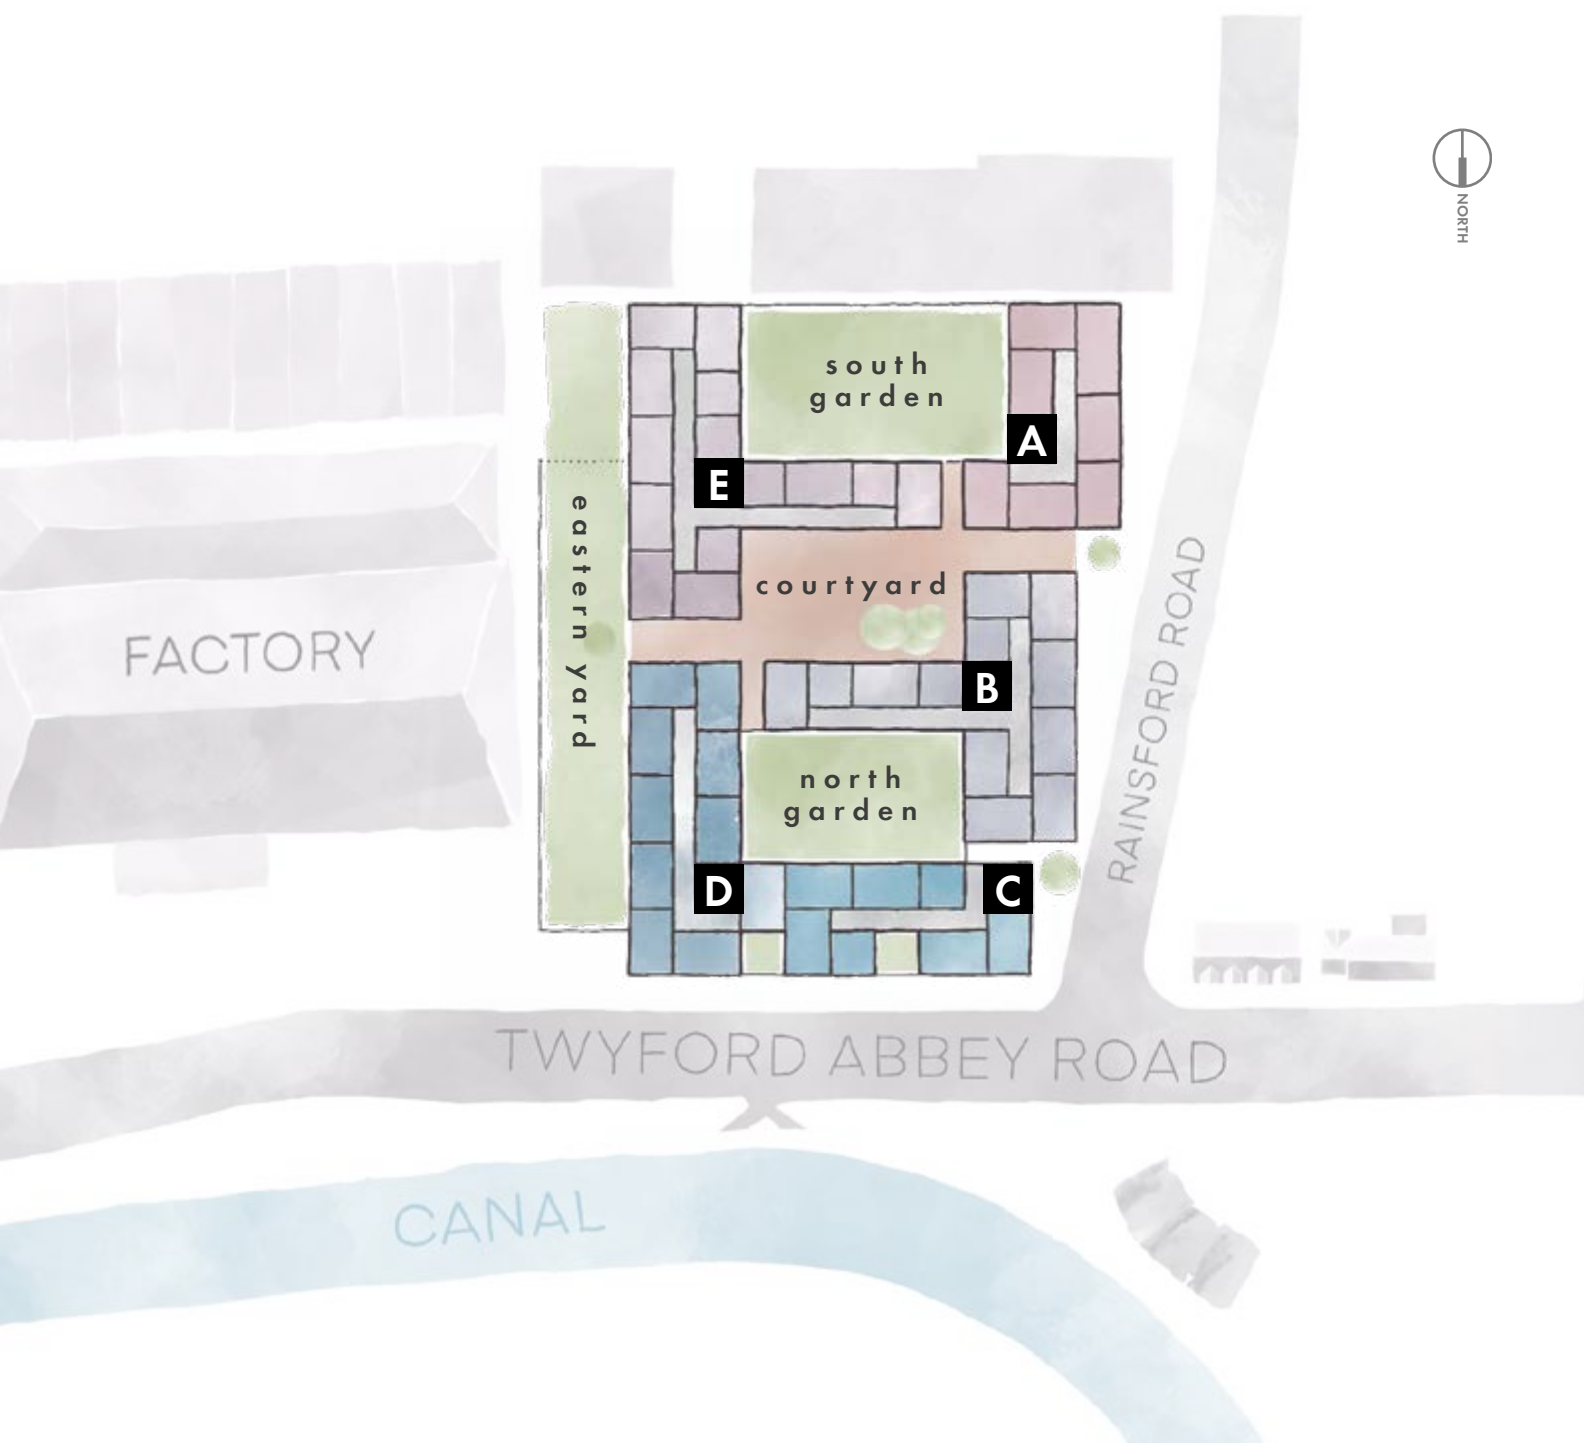 NORTH
south
garden
A
E
eastern yard
courtyard
RAINSFORD ROAD
FACTORY
B
north
garden
D
C
TWYFORD ABBEY ROAD
CANAL